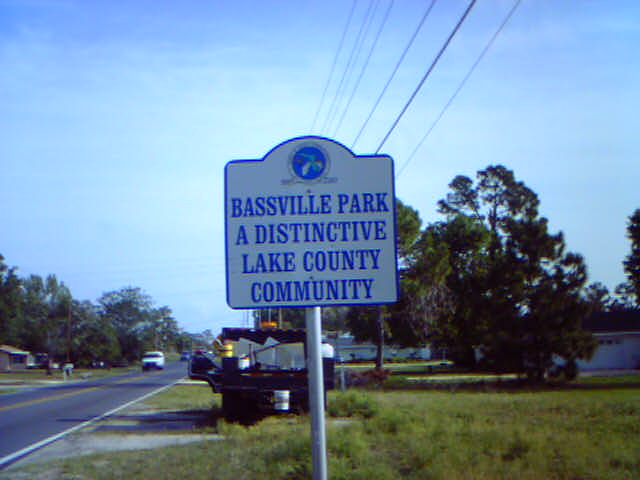 BASSVILLE PARK
A DISTINCTIVE
LAKE COUNTY
COMMUNITY